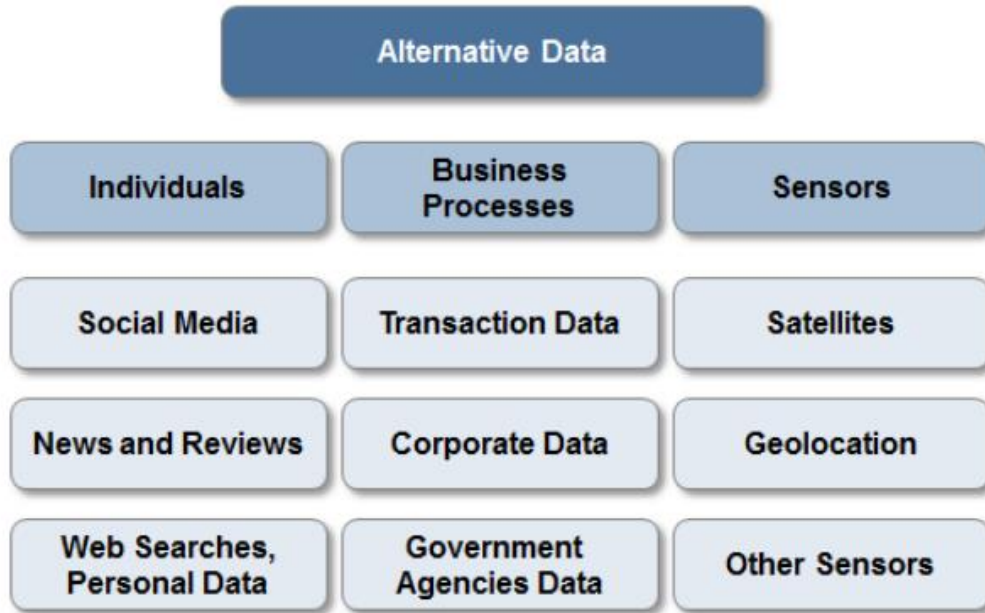 Alternative Data
Individuals
Business
Processes
Sensors
Social Media
Transaction Data
Satellites
News and Reviews
Corporate Data
Geolocation
Web Searches,
Personal Data
Government
Agencies Data
Other Sensors